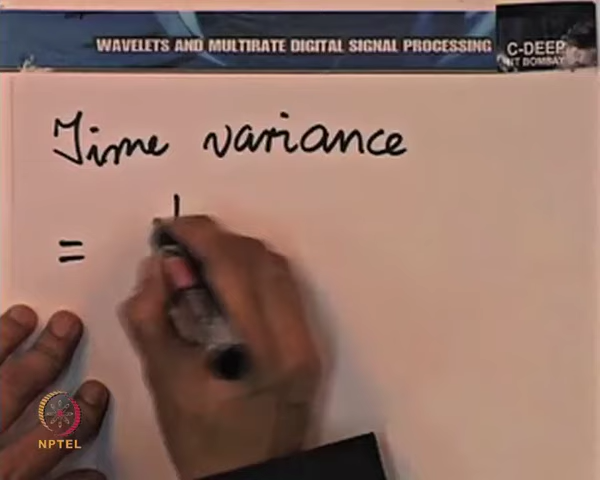 WAVELETS AND MULTIRATE DIGITAL SIGNAL PROCESSING
C-DEEP
IIT BOMBAY
Time variance
=
NPTEL